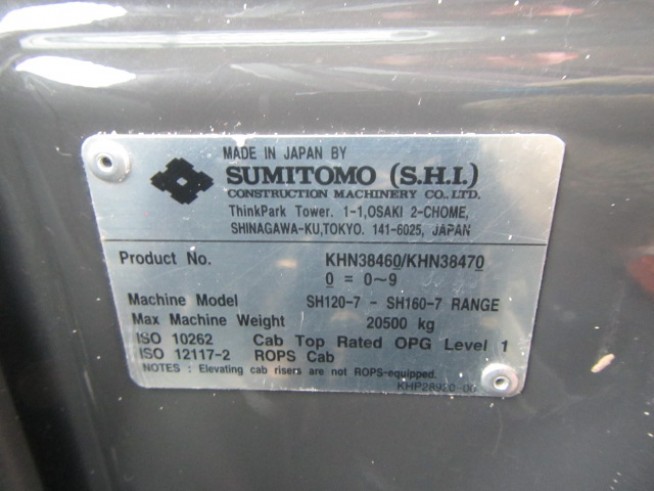 MADE IN JAPAN BY
SUMITOMO (S.H.I.)
CONSTRUCTION MACHINERY CO., LTD.
ThinkPark Tower. 1-1,OSAKI 2-CHOME,
SHINAGAWA-KU,TOKYO. 141-6025, JAPAN
Product No. KHN38460/KHN38470
0 = 0~9
Machine Model SH120-7 - SH160-7 RANGE
Max Machine Weight 20500 kg
ISO 10262 Cab Top Rated OPG Level 1
ISO 12117-2 ROPS Cab
NOTES : Elevating cab risers are not ROPS-equipped.